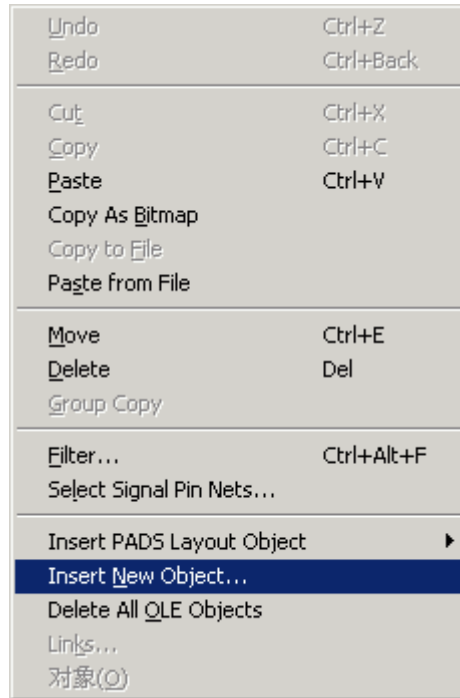 Undo Ctrl+Z
Redo Ctrl+Back
Cut Ctrl+X
Copy Ctrl+C
Paste Ctrl+V
Copy As Bitmap
Copy to File
Paste from File
Move Ctrl+E
Delete Del
Group Copy
Filter... Ctrl+Alt+F
Select Signal Pin Nets...
Insert PADS Layout Object
Insert New Object...
Delete All OLE Objects
Links...
对象(O)